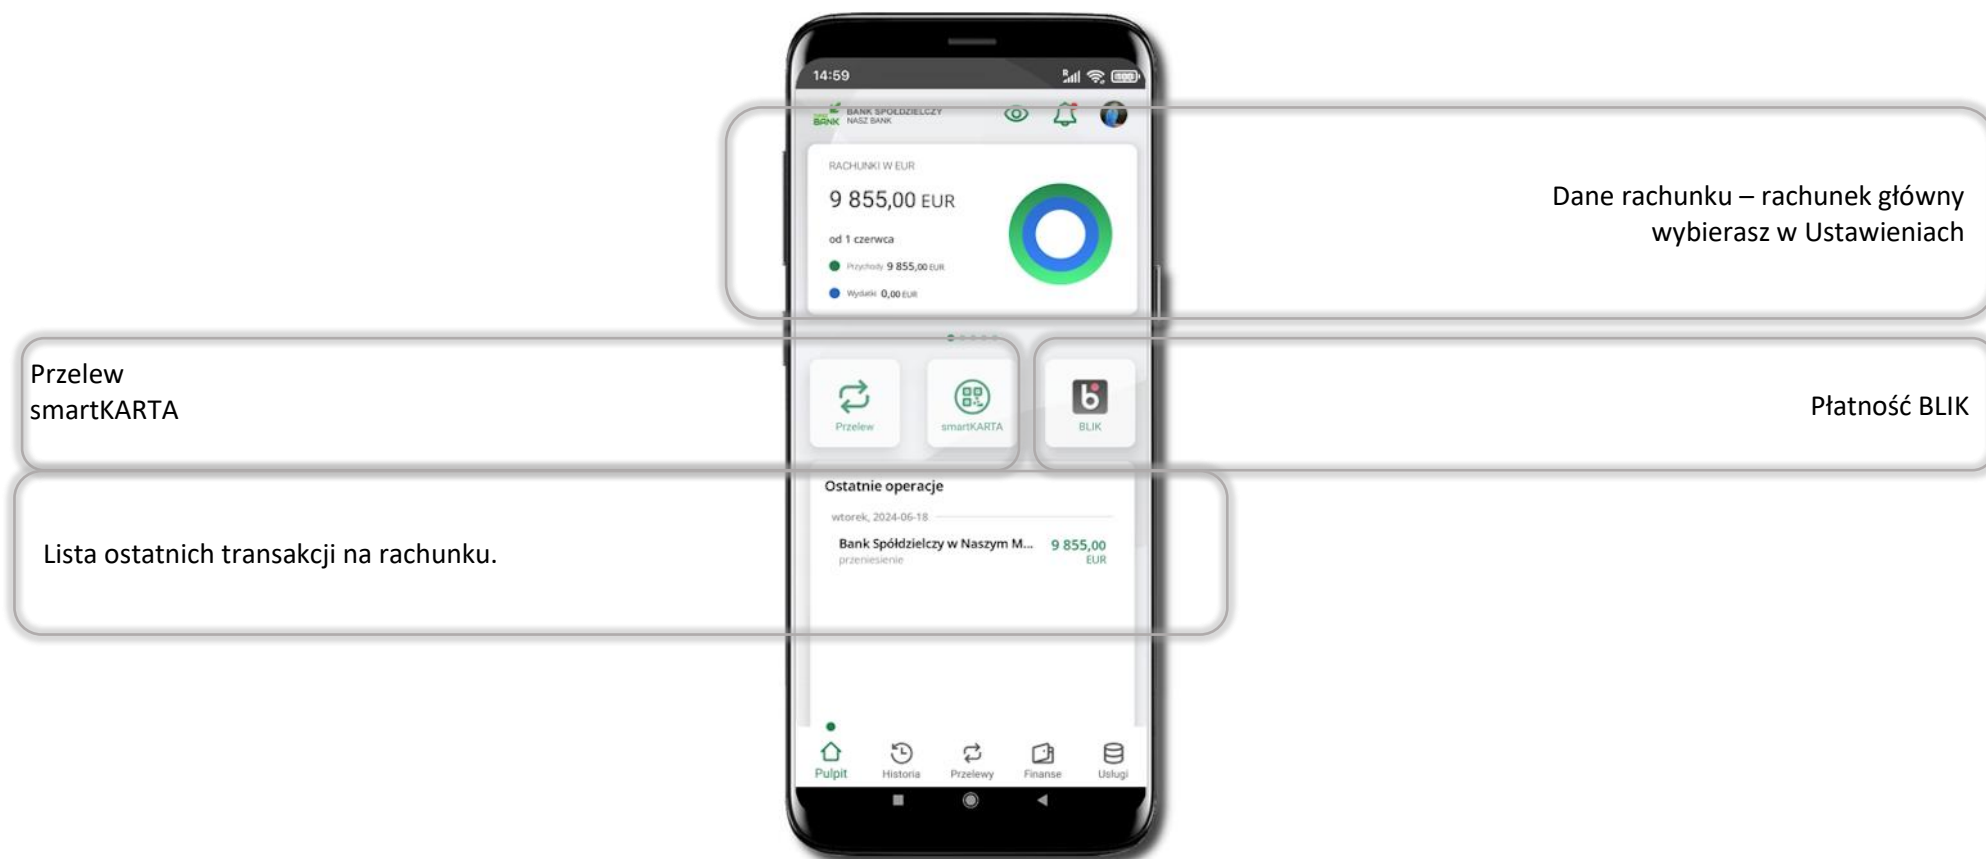 14:59
BANK SPÓŁDZIELCZY
NASZ BANK
BANK
RACHUNKI W EUR
9 855,00 EUR
od 1 czerwca
Przychody 9 855,00 EUR
Wydatki 0,00 EUR
Dane rachunku – rachunek główny
wybierasz w Ustawieniach
Przelew
smartKARTA
Przelew
smartKARTA
BLIK
Płatność BLIK
Ostatnie operacje
wtorek, 2024-06-18
Bank Spółdzielczy w Naszym M... 9 855,00
przeniesienie EUR
Lista ostatnich transakcji na rachunku.
Pulpit
Historia
Przelewy
Finanse
Usługi